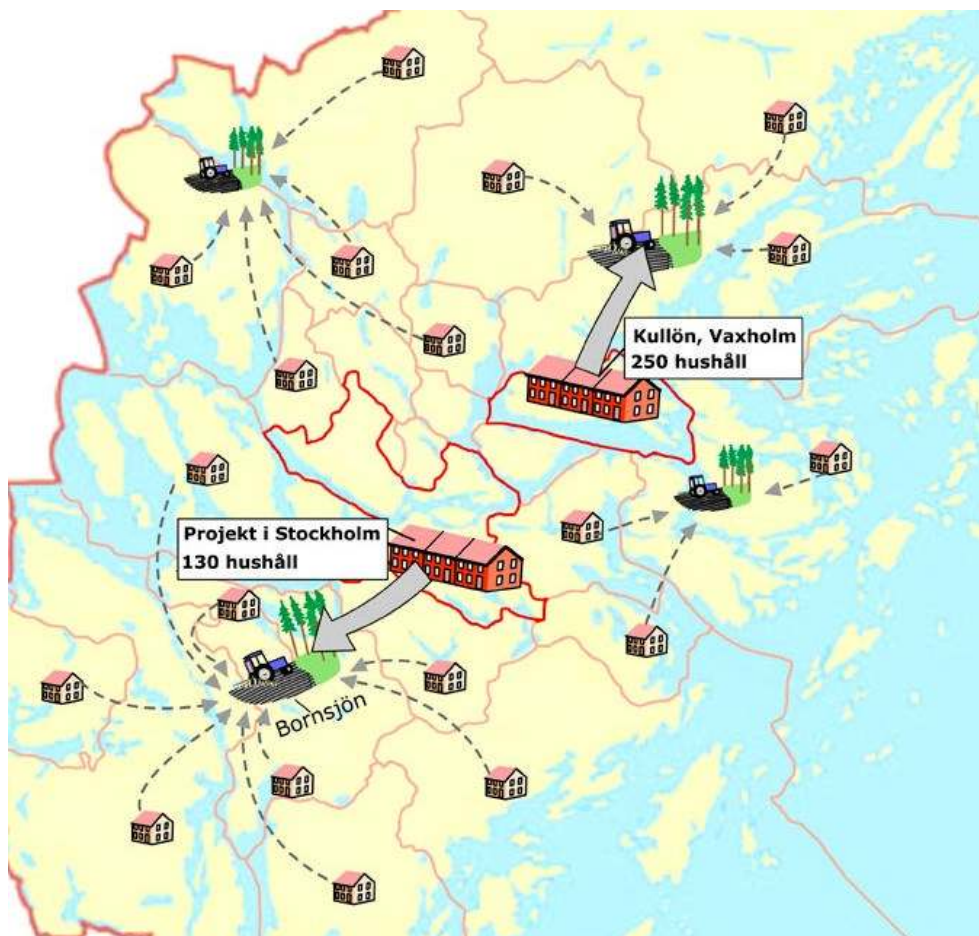 Kullön, Vaxholm
250 hushåll
Projekt i Stockholm
130 hushåll
Bornsjön